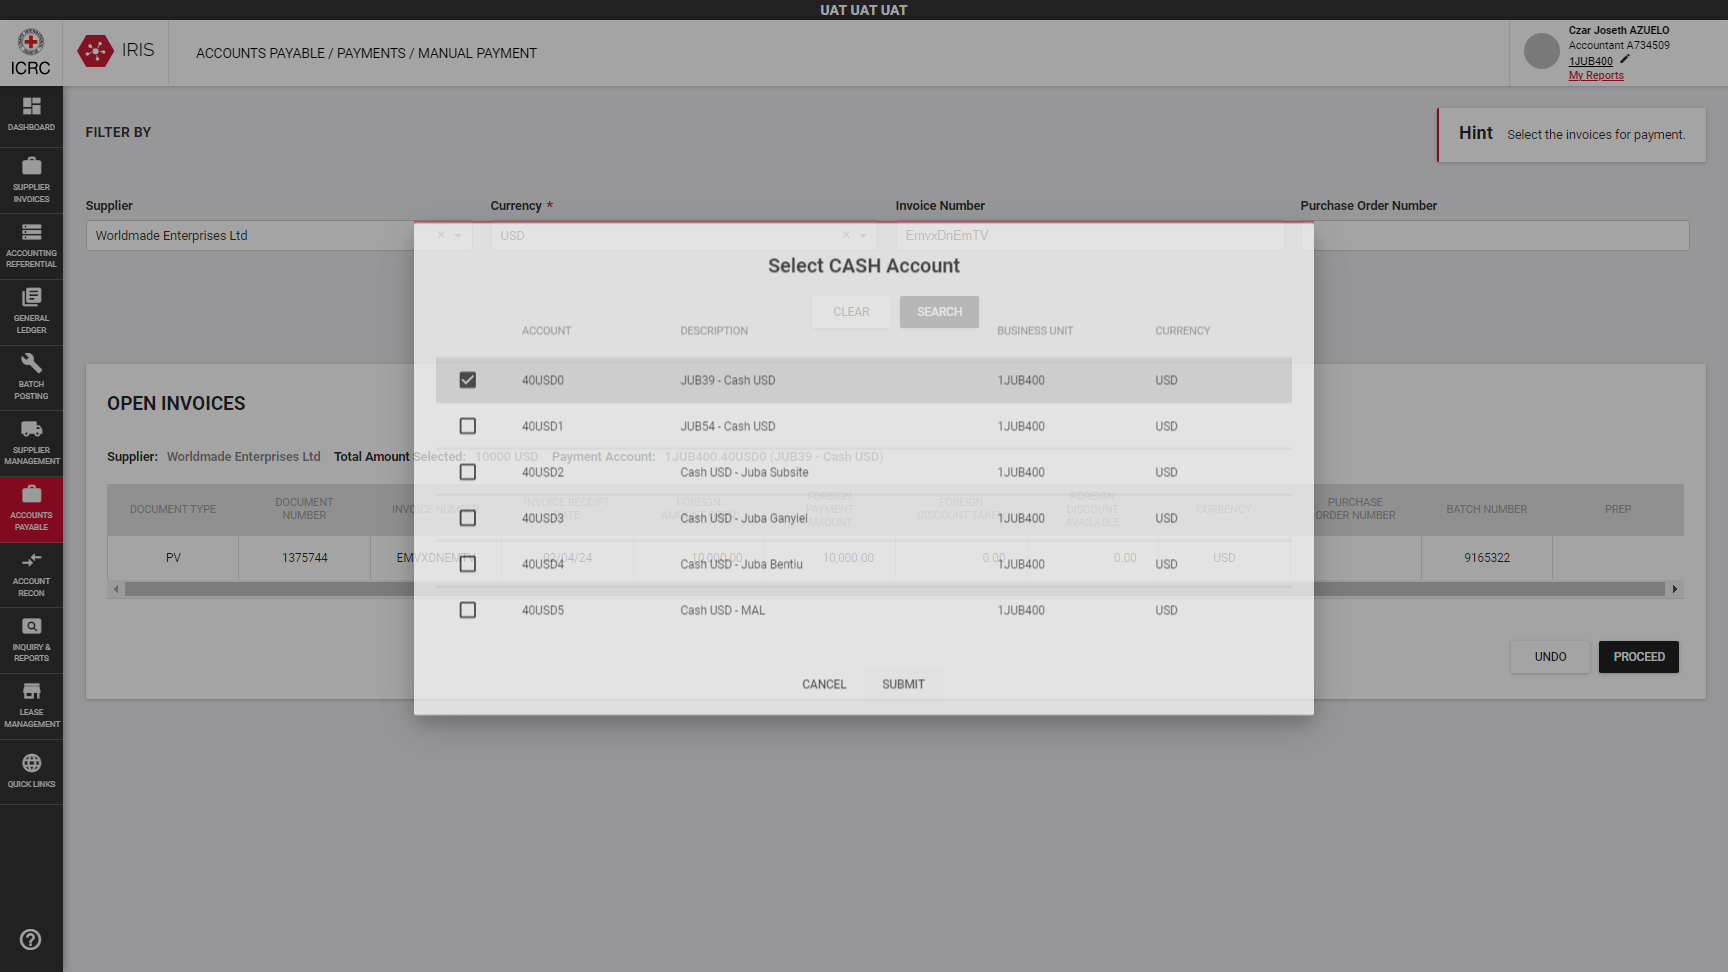 UAT UAT UAT
ICRC
IRIS
ACCOUNTS PAYABLE / PAYMENTS / MANUAL PAYMENT
Czar Joseth AZUELO
Accountant A734509
1JUB400
My Reports
DASHBOARD
SUPPLIER
INVOICES
ACCOUNTING
REFERENTIAL
GENERAL
LEDGER
BATCH
POSTING
SUPPLIER
MANAGEMENT
ACCOUNTS
PAYABLE
ACCOUNT
RECON
INQUIRY &
REPORTS
LEASE
MANAGEMENT
QUICK LINKS
FILTER BY
Hint Select the invoices for payment.
Supplier Currency * Invoice Number Purchase Order Number
Worldmade Enterprises Ltd USD EmvxDnEmTV
Select CASH Account
CLEAR SEARCH
ACCOUNT DESCRIPTION BUSINESS UNIT CURRENCY
40USD0 JUB39 - Cash USD 1JUB400 USD
40USD1 JUB54 - Cash USD 1JUB400 USD
40USD2 Cash USD - Juba Subsite 1JUB400 USD
40USD3 Cash USD - Juba Ganyiel 1JUB400 USD
40USD4 Cash USD - Juba Bentiu 1JUB400 USD
40USD5 Cash USD - MAL 1JUB400 USD
CANCEL SUBMIT
OPEN INVOICES
Supplier: Worldmade Enterprises Ltd Total Amount Selected: 10000 USD Payment Account: 1JUB400.40USD0 (JUB39 - Cash USD)
DOCUMENT TYPE DOCUMENT NUMBER INVOICE NUMBER INVOICE RECEIPT DATE FOREIGN FOREIGN PAYMENT AMOUNT FOREIGN DISCOUNT TAKEN FOREIGN DISCOUNT AVAILABLE CURRENCY PURCHASE ORDER NUMBER BATCH NUMBER PREP
PV 1375744 EMVXDNEMTV 02/04/24 10,000.00 10,000.00 0.00 0.00 USD 9165322
UNDO PROCEED